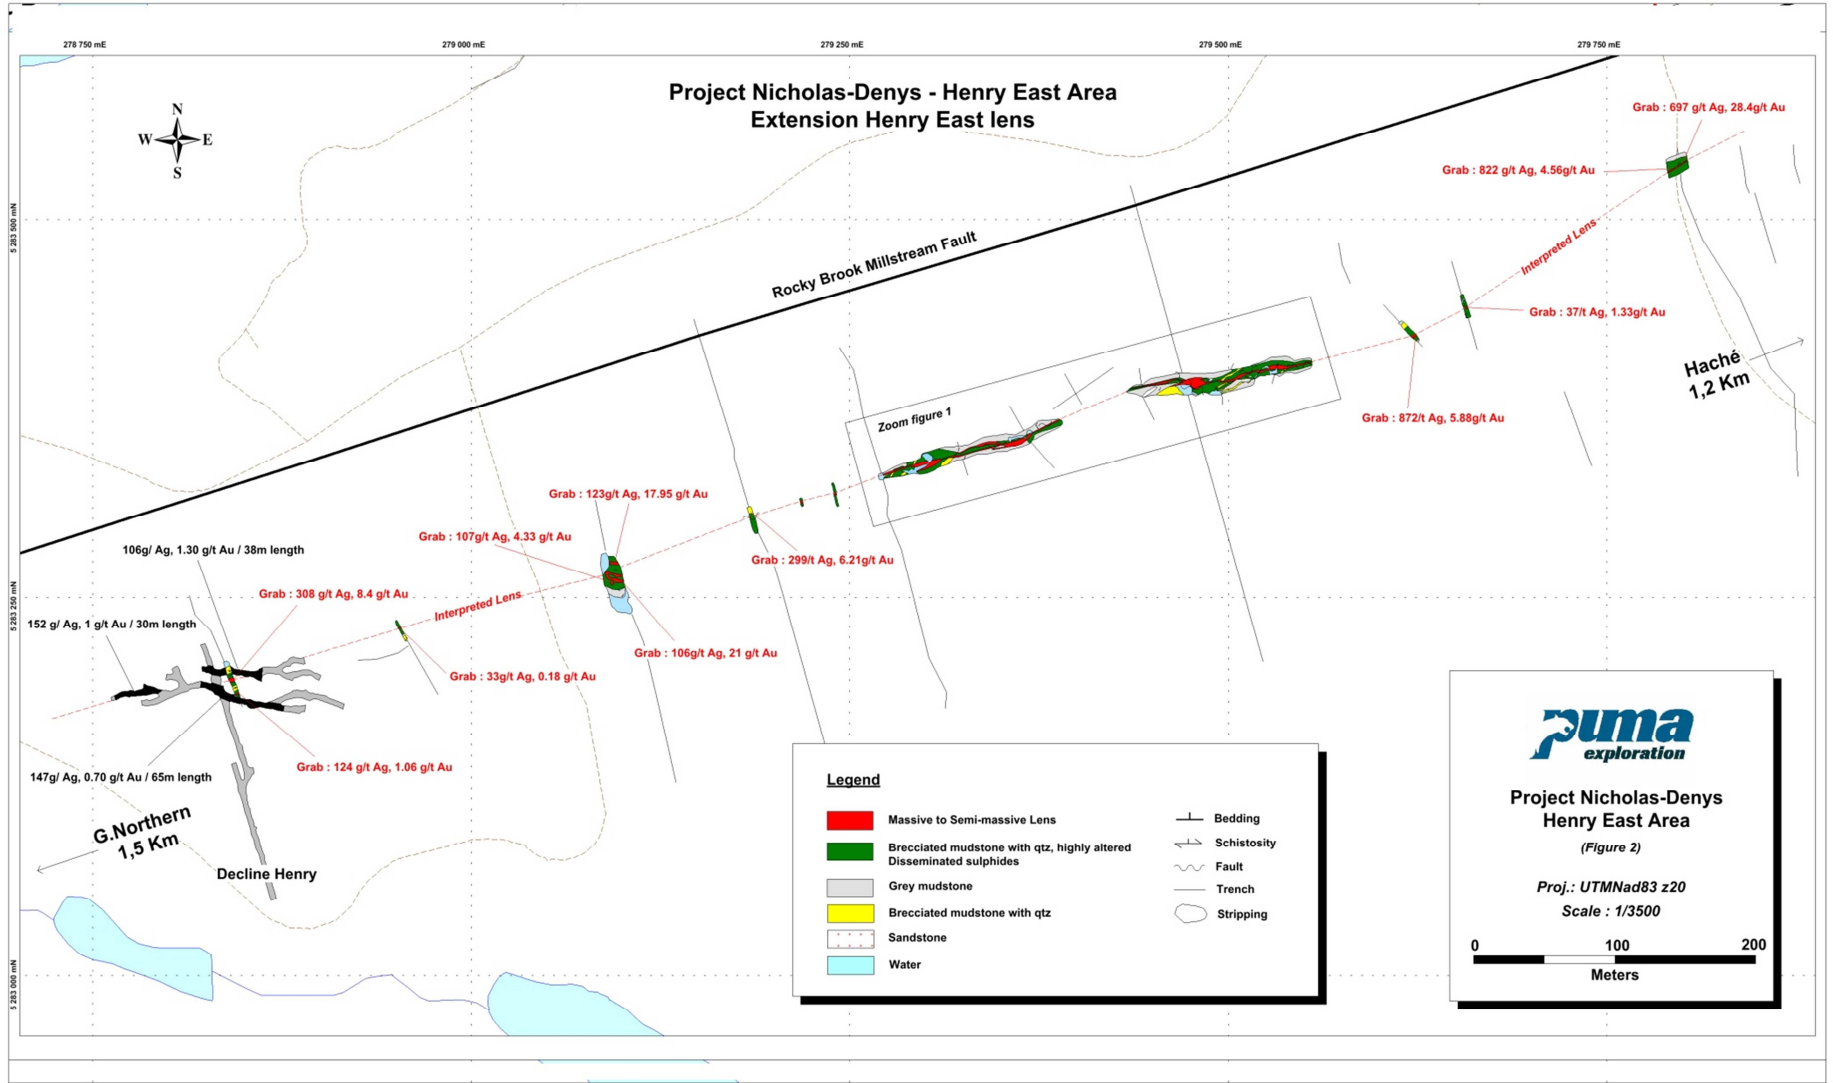 278 750 mE
279 000 mE
279 250 mE
279 500 mE
279 750 mE
Project Nicholas-Denys - Henry East Area
Extension Henry East lens
N
W E
S
Grab : 697 g/t Ag, 28.4g/t Au
Grab : 822 g/t Ag, 4.56g/t Au
5 283 500 mN
Rocky Brook Millstream Fault
Interpreted Lens
Grab : 37/t Ag, 1.33g/t Au
Haché
1,2 Km
Zoom figure 1
Grab : 872/t Ag, 5.88g/t Au
Grab : 123g/t Ag, 17.95 g/t Au
Grab : 107g/t Ag, 4.33 g/t Au
106g/ Ag, 1.30 g/t Au / 38m length
Grab : 299/t Ag, 6.21g/t Au
Grab : 308 g/t Ag, 8.4 g/t Au
Interpreted Lens
5 283 250 mN
152 g/ Ag, 1 g/t Au / 30m length
Grab : 106g/t Ag, 21 g/t Au
Grab : 33g/t Ag, 0.18 g/t Au
Grab : 124 g/t Ag, 1.06 g/t Au
147g/ Ag, 0.70 g/t Au / 65m length
G.Northern
1,5 Km
Decline Henry
5 283 000 mN
Legend
Massive to Semi-massive Lens
Brecciated mudstone with qtz, highly altered
Disseminated sulphides
Grey mudstone
Brecciated mudstone with qtz
Sandstone
Water
Bedding
Schistosity
Fault
Trench
Stripping
puma
exploration
Project Nicholas-Denys
Henry East Area
(Figure 2)
Proj.: UTMNad83 z20
Scale : 1/3500
0 100 200
Meters